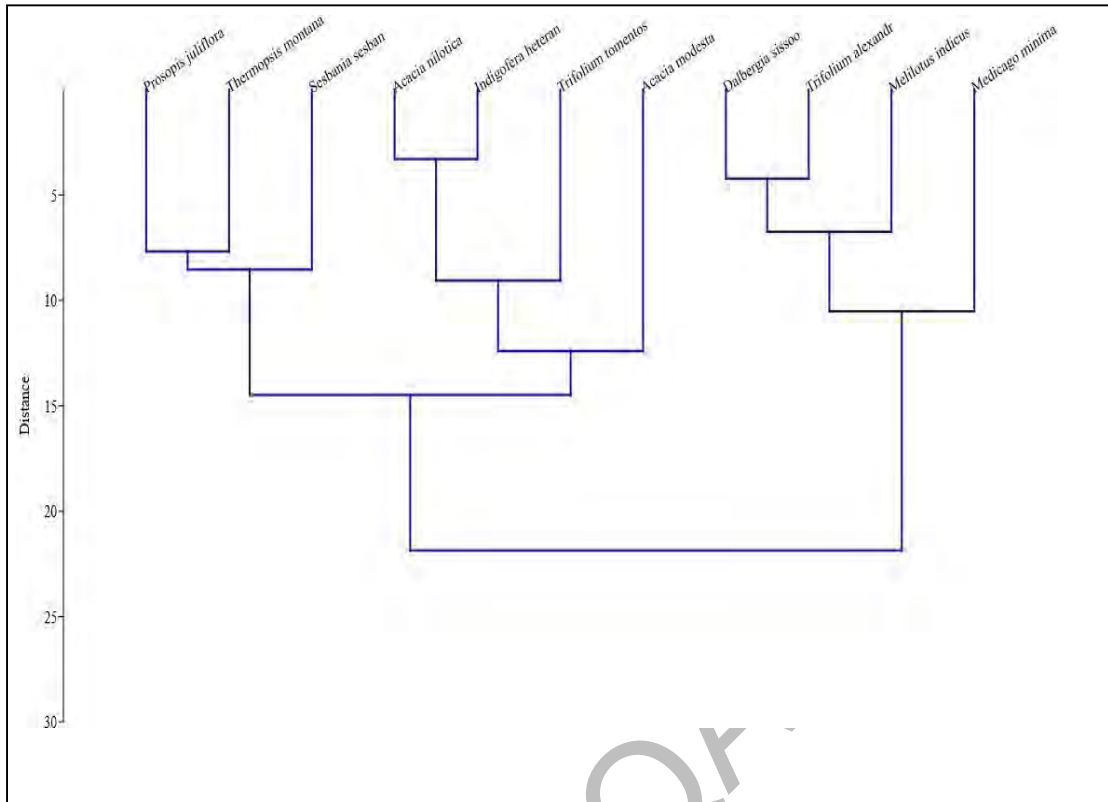 Prosopis juliflora
Thermopsis montana
Sesbania sesban
Acacia nilotica
Indigofera heteran
Trifolium tomentos
Acacia modesta
Dalbergia sissoo
Trifolium alexandr
Melilotus indicus
Medicago minima
5
10
15
20
25
30
Distance